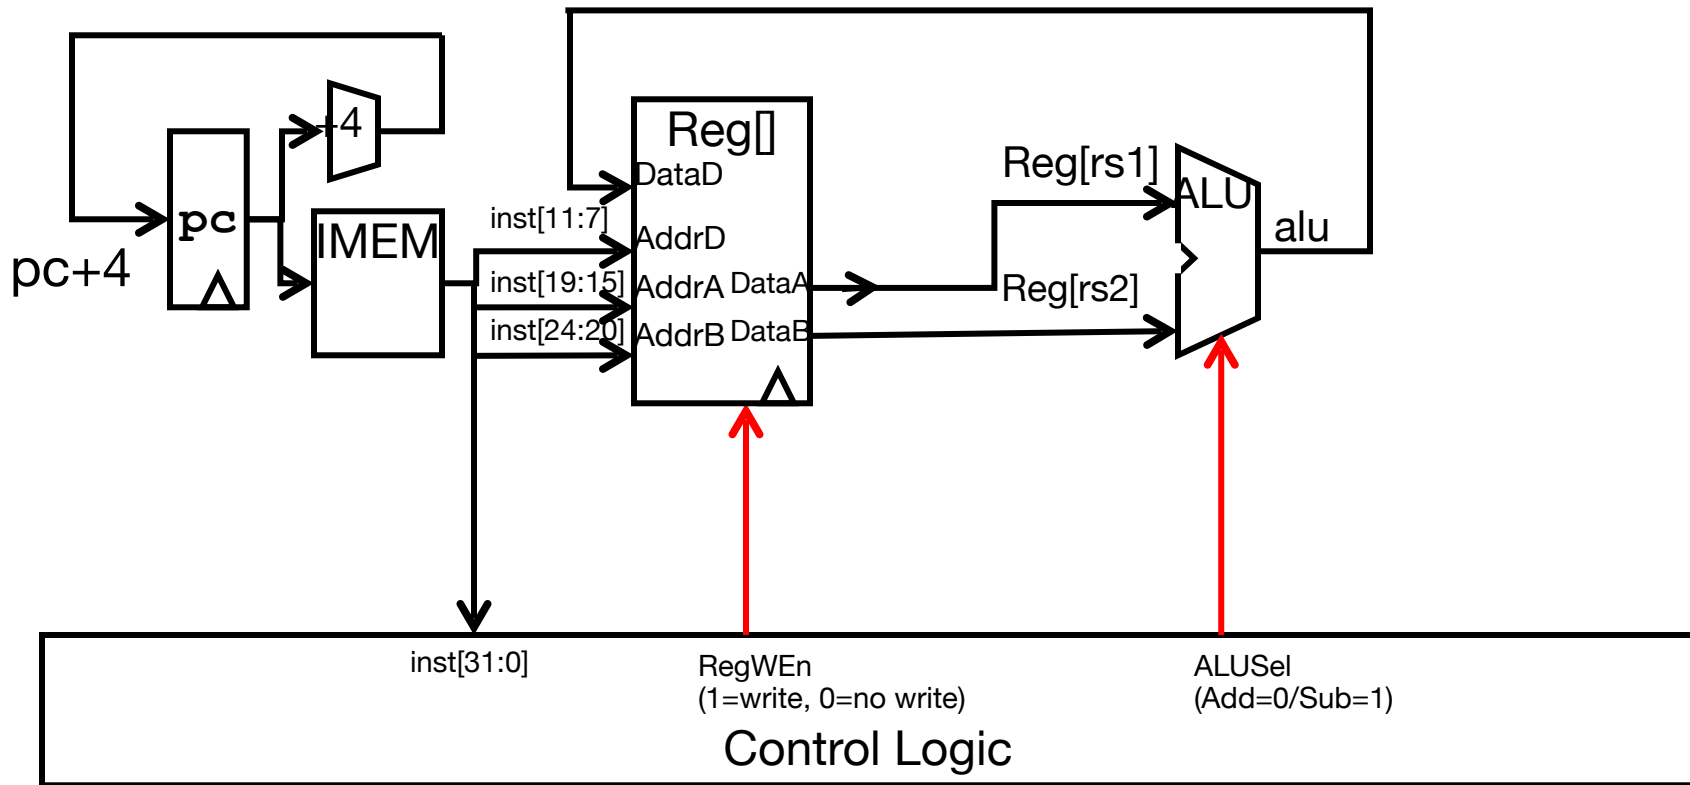 +4
pc
pc+4
IMEM
Reg[]
DataD
inst[11:7]
AddrD
inst[19:15]
AddrA DataA
inst[24:20]
AddrB DataB
Reg[rs1]
Reg[rs2]
ALU
alu
inst[31:0]
RegWEn
(1=write, 0=no write)
ALUSel
(Add=0/Sub=1)
Control Logic